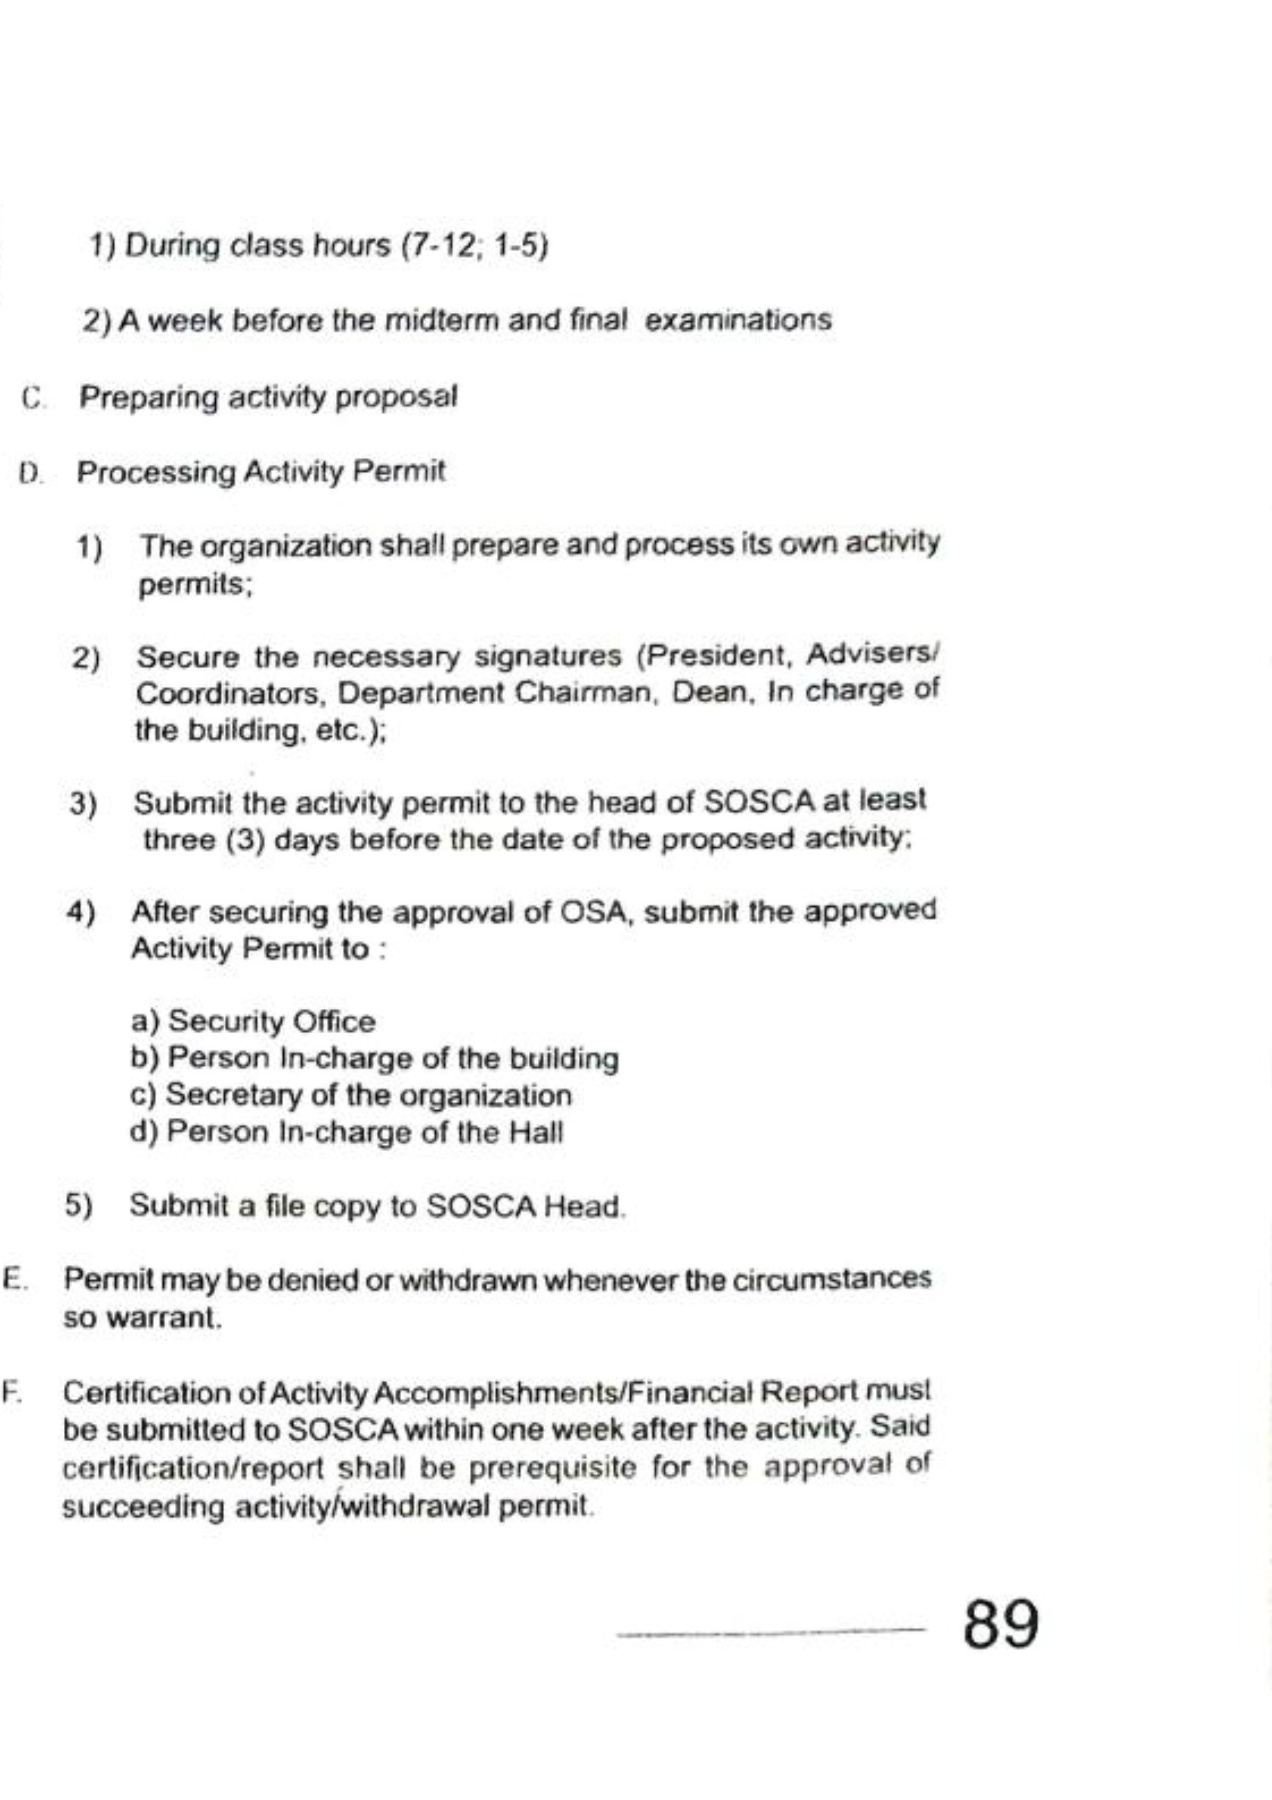 1) During class hours (7-12; 1-5)
2) A week before the midterm and final examinations
C. Preparing activity proposal
D. Processing Activity Permit
1) The organization shall prepare and process its own activity
permits;
2) Secure the necessary signatures (President, Advisers/
Coordinators, Department Chairman, Dean, In charge of
the building, etc.);
3) Submit the activity permit to the head of SOSCA at least
three (3) days before the date of the proposed activity;
4) After securing the approval of OSA, submit the approved
Activity Permit to :
a) Security Office
b) Person In-charge of the building
c) Secretary of the organization
d) Person In-charge of the Hall
5) Submit a file copy to SOSCA Head.
E. Permit may be denied or withdrawn whenever the circumstances
so warrant.
F. Certification of Activity Accomplishments/Financial Report must
be submitted to SOSCA within one week after the activity. Said
certification/report shall be prerequisite for the approval of
succeeding activity/withdrawal permit.
89